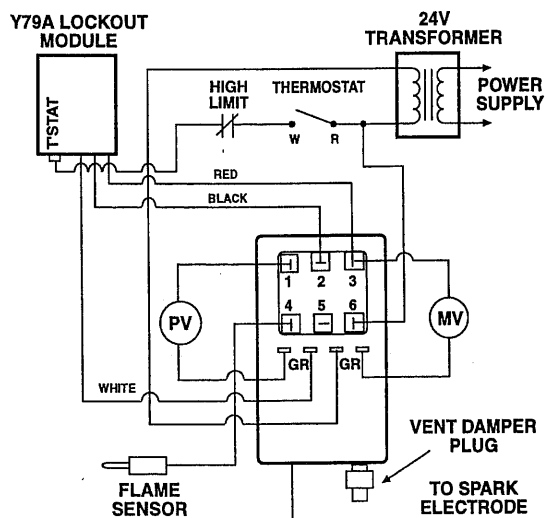 Y79A LOCKOUT
MODULE
24V
TRANSFORMER
HIGH
LIMIT
THERMOSTAT
POWER
SUPPLY
T'STAT
W
R
RED
BLACK
1
2
3
4
5
6
PV
MV
GR
GR
WHITE
VENT DAMPER
PLUG
FLAME
SENSOR
TO SPARK
ELECTRODE